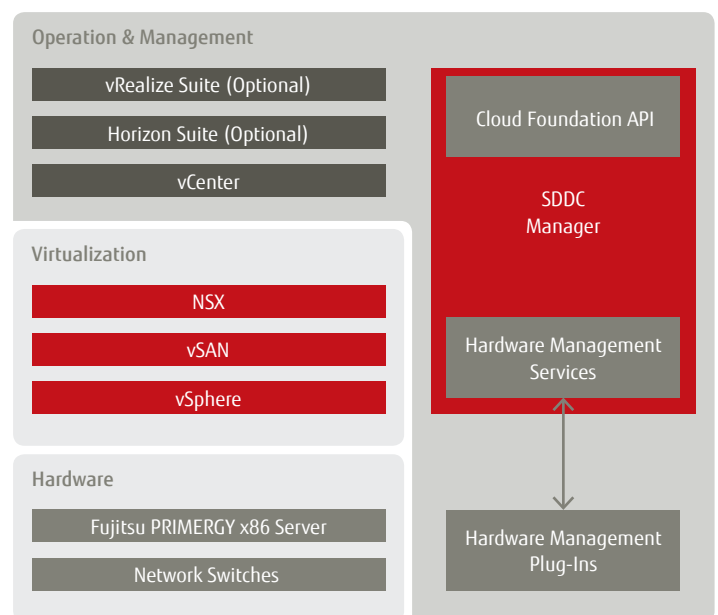 Operation & Management
vRealize Suite (Optional)
Horizon Suite (Optional)
vCenter
Cloud Foundation API
SDDC
Manager
Hardware Management
Services
Hardware Management
Plug-Ins
Virtualization
NSX
vSAN
vSphere
Hardware
Fujitsu PRIMERGY x86 Server
Network Switches